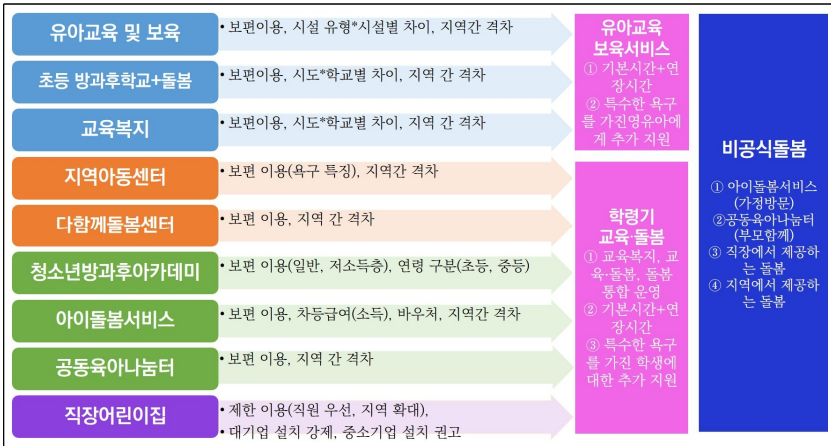 유아교육 및 보육
• 보편이용, 시설 유형*시설별 차이, 지역간 격차
초등 방과후학교+돌봄
• 보편이용, 시도*학교별 차이, 지역 간 격차
교육복지
• 보편이용, 시도*학교별 차이, 지역 간 격차
지역아동센터
• 보편 이용(욕구 특징), 지역간 격차
다함께돌봄센터
• 보편 이용, 지역 간 격차
청소년방과후아카데미
• 보편 이용(일반, 저소득층), 연령 구분(초등, 중등)
아이돌봄서비스
• 보편 이용, 차등급여(소득), 바우처, 지역간 격차
공동육아나눔터
• 보편 이용, 지역 간 격차
직장어린이집
• 제한 이용(직원 우선, 지역 확대),
• 대기업 설치 강제, 중소기업 설치 권고
유아교육
보육서비스
① 기본시간+연
장시간
② 특수한 욕구
를 가진영유아에
게 추가 지원
학령기
교육·돌봄
① 교육복지, 교
육·돌봄, 돌봄
통합 운영
② 기본시간+연
장시간
③ 특수한 욕구
를 가진 학생에
대한 추가 지원
비공식돌봄
① 아이돌봄서비스
(가정방문)
②공동육아나눔터
(부모함께)
③ 직장에서 제공하
는 돌봄
④ 지역에서 제공하
는 돌봄